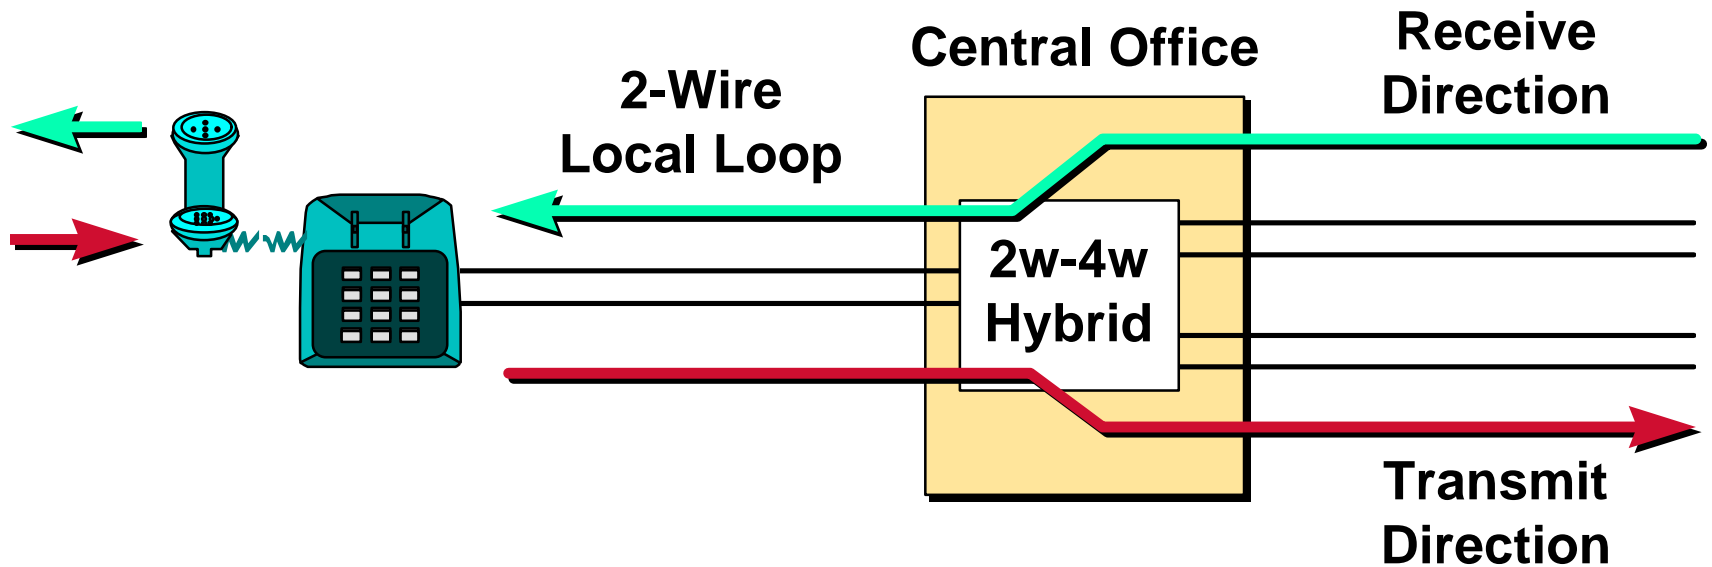 2-Wire
Local Loop
Central Office
2w-4w
Hybrid
Receive
Direction
Transmit
Direction